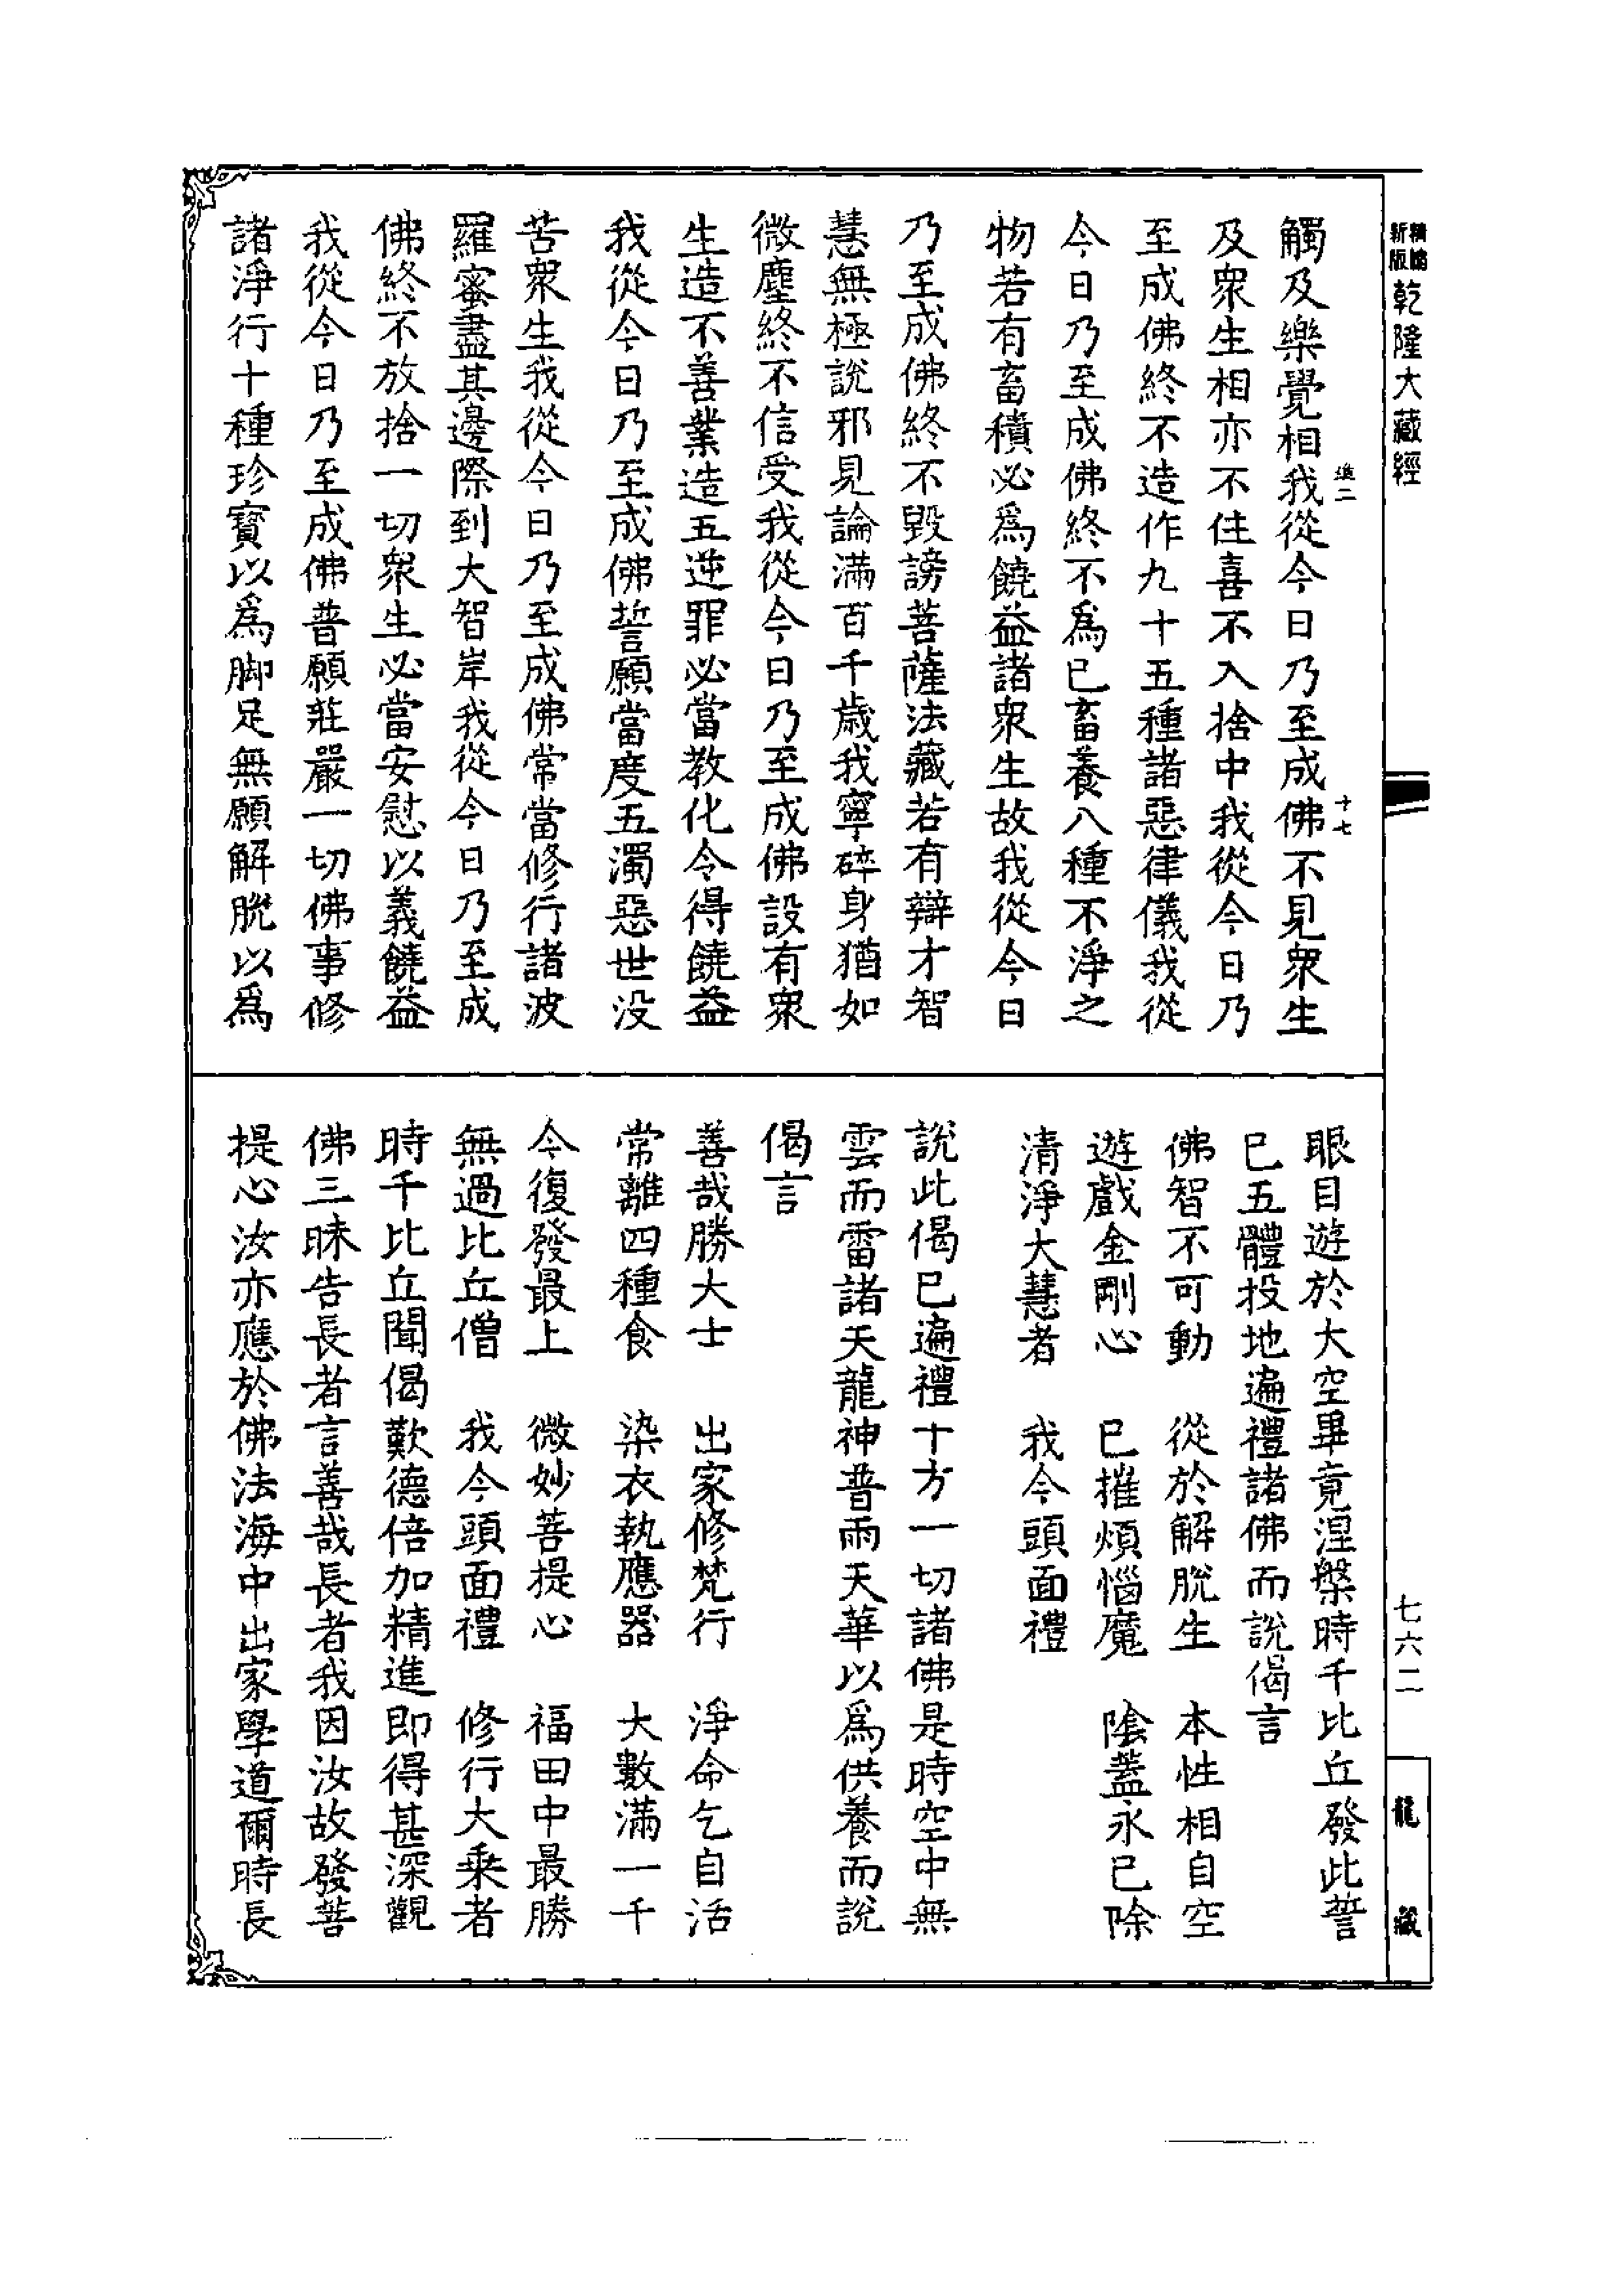 新版
乾隆大藏經
七六二
龍藏
十七
觸及樂覺相我從今日乃至成佛不見衆生
及衆生相亦不住喜不入捨中我從今日乃
至成佛終不造作九十五種諸惡律儀我從
今日乃至成佛終不爲已畜養八種不淨之
物若有畜積必爲饒益諸衆生故我從今日
乃至成佛終不毀謗菩薩法藏若有辯才智
慧無極說邪見論滿百千歲我寧碎身猶如
微塵終不信受我從今日乃至成佛設有衆
生造不善業造五逆罪必當教化令得饒益
我從今日乃至成佛誓願當度五濁惡世沒
苦衆生我從今日乃至成佛常當修行諸波
羅蜜盡其邊際到大智岸我從今日乃至成
佛終不放捨一切衆生必當安慰以義饒益
我從今日乃至成佛普願莊嚴一切佛事修
諸淨行十種珍寳以爲脚足無願解脫以爲
眼目遊於大空畢竟涅槃時千比丘發此誓
已五體投地遍禮諸佛而說偈言
佛智不可動　從於解脫生　本性相自空
遊戲金剛心　已摧煩惱魔　陰蓋永已除
清淨大慧者　我今頭面禮
說此偈已遍禮十方一切諸佛是時空中無
雲而雷諸天龍神普雨天華以爲供養而說
偈言
善哉勝大士　出家修梵行　淨命乞自活
常離四種食　染衣執應器　大數滿一千
今復發最上　微妙菩提心　福田中最勝
無過比丘僧　我今頭面禮　修行大乘者
時千比丘聞偈歎德倍加精進即得甚深觀
佛三昧告長者言善哉長者我因汝故發菩
提心汝亦應於佛法海中出家學道爾時長